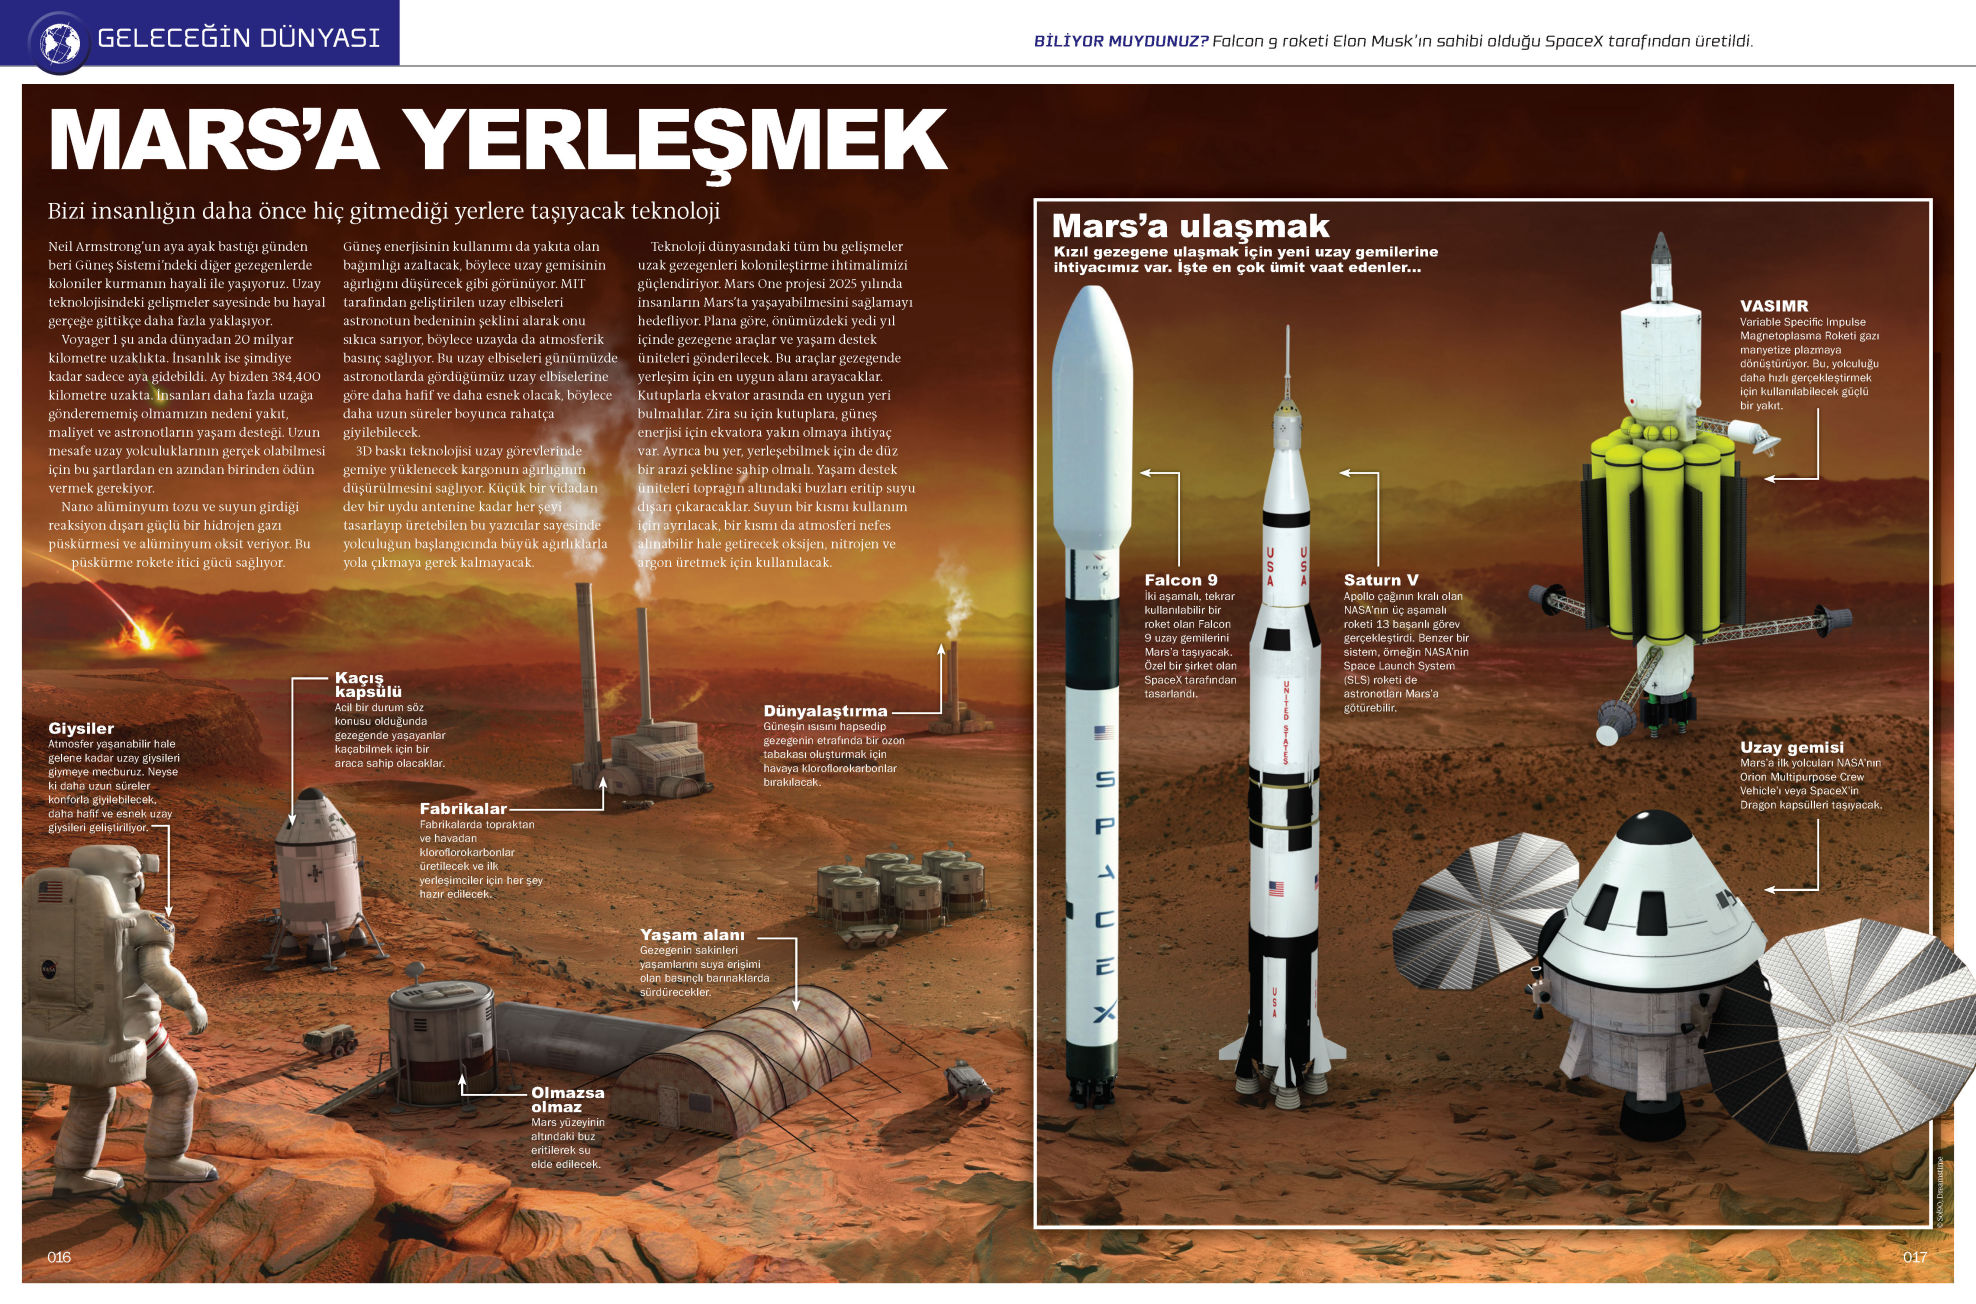 GELECEĞİN DÜNYASI
BİLİYOR MUYDUNUZ? Falcon 9 roketi Elon Musk'ın sahibi olduğu SpaceX tarafından üretildi.
MARS'A YERLEŞMEK
Bizi insanlığın daha önce hiç gitmediği yerlere taşıyacak teknoloji
Neil Armstrong'un aya ayak bastığı günden
beri Güneş Sistemi'ndeki diğer gezegenlerde
koloniler kurmanın hayali ile yaşıyoruz. Uzay
teknolojisindeki gelişmeler sayesinde bu hayal
gerçeğe gittikçe daha fazla yaklaşıyor.
Voyager 1 şu anda dünyadan 20 milyar
kilometre uzaklıkta. İnsanlık ise şimdiye
kadar sadece aya gidebildi. Ay bizden 384,400
kilometre uzakta. İnsanları daha fazla uzağa
gönderememiş olmamızın nedeni yakıt,
maliyet ve astronotların yaşam desteği. Uzun
mesafe uzay yolculuklarının gerçek olabilmesi
için bu şartlardan en azından birinden ödün
vermek gerekiyor.
Nano alüminyum tozu ve suyun girdiği
reaksiyon dışarı güçlü bir hidrojen gazı
püskürmesi ve alüminyum oksit veriyor. Bu
püskürme rokete itici gücü sağlıyor.
Güneş enerjisinin kullanımı da yakıta olan
bağımlığı azaltacak, böylece uzay gemisinin
ağırlığını düşürecek gibi görünüyor. MIT
tarafından geliştirilen uzay elbiseleri
astronotun bedeninin şeklini alarak onu
sıkıca sarıyor, böylece uzayda da atmosferik
basınç sağlıyor. Bu uzay elbiseleri günümüzde
astronotlarda gördüğümüz uzay elbiselerine
göre daha hafif ve daha esnek olacak, böylece
daha uzun süreler boyunca rahatça
giyilebilecek.
3D baskı teknolojisi uzay görevlerinde
gemiye yüklenecek kargonun ağırlığının
düşürülmesini sağlıyor. Küçük bir vidadan
dev bir uydu antenine kadar her şeyi
tasarlayıp üretebilen bu yazıcılar sayesinde
yolculuğun başlangıcında büyük ağırlıklarla
yola çıkmaya gerek kalmayacak.
Teknoloji dünyasındaki tüm bu gelişmeler
uzak gezegenleri kolonileştirme ihtimalimizi
güçlendiriyor. Mars One projesi 2025 yılında
insanların Mars'ta yaşayabilmesini sağlamayı
hedefliyor. Plana göre, önümüzdeki yedi yıl
içinde gezegene araçlar ve yaşam destek
üniteleri gönderilecek. Bu araçlar gezegende
yerleşim için en uygun alanı arayacaklar.
Kutuplarla ekvator arasında en uygun yeri
bulmalılar. Zira su için kutuplara, güneş
enerjisi için ekvatora yakın olmaya ihtiyaç
var. Ayrıca bu yer, yerleşebilmek için de düz
bir arazi şekline sahip olmalı. Yaşam destek
üniteleri toprağın altındaki buzları eritip suyu
dışarı çıkaracaklar. Suyun bir kısmı kullanım
için ayrılacak, bir kısmı da atmosferi nefes
alınabilir hale getirecek oksijen, nitrojen ve
argon üretmek için kullanılacak.
Giysiler
Atmosfer yaşanabilir hale
gelene kadar uzay giysileri
giymeye mecburuz. Neyse
ki daha uzun süreler
konforla giyilebilecek,
daha hafif ve esnek uzay
giysileri geliştiriliyor.
Kaçış
kapsülü
Acil bir durum söz
konusu olduğunda
gezegende yaşayanlar
kaçabilmek için bir
araca sahip olacaklar.
Fabrikalar
Fabrikalarda topraktan
ve havadan
kloroflorokarbonlar
üretilecek ve ilk
yerleşimciler için her şey
hazır edilecek.
Dünyalaştırma
Güneşin ısısını hapsedip
gezegenin etrafında bir ozon
tabakası oluşturmak için
havaya kloroflorokarbonlar
bırakılacak.
Yaşam alanı
Gezegenin sakinleri
yaşamlarını suya erişimi
olan basınçlı barınaklarda
sürdürecekler.
Olmazsa
olmaz
Mars yüzeyinin
altındaki buz
eritilerek su
elde edilecek.
NASA
016
Mars'a ulaşmak
Kızıl gezegene ulaşmak için yeni uzay gemilerine
ihtiyacımız var. İşte en çok ümit vaat edenler...
Falcon 9
İki aşamalı, tekrar
kullanılabilir bir
roket olan Falcon
9 uzay gemilerini
Mars'a taşıyacak.
Özel bir şirket olan
SpaceX tarafından
tasarlandı.
SPACEX
Saturn V
Apollo çağının kralı olan
NASA'nın üç aşamalı
roketi 13 başarılı görev
gerçekleştirdi. Benzer bir
sistem, örneğin NASA'nin
Space Launch System
(SLS) roketi de
astronotları Mars'a
götürebilir.
USA
USA
UNITED STATES
USA
VASIMR
Variable Specific Impulse
Magnetoplasma Roketi gazı
manyetize plazmaya
dönüştürüyor. Bu, yolculuğu
daha hızlı gerçekleştirmek
için kullanılabilecek güçlü
bir yakıt.
Uzay gemisi
Mars'a ilk yolcuları NASA'nın
Orion Multipurpose Crew
Vehicle'ı veya SpaceX'in
Dragon kapsülleri taşıyacak.
017